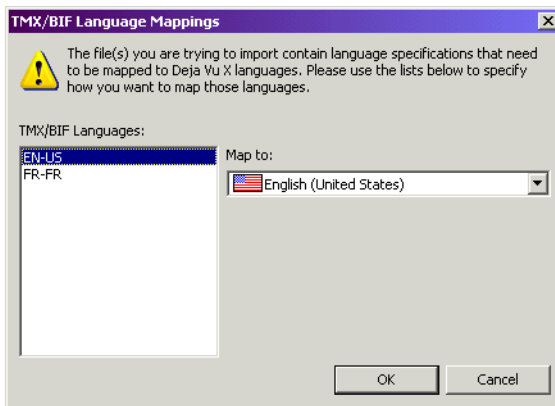 TMX/BIF Language Mappings
The file(s) you are trying to import contain language specifications that need
to be mapped to Deja Vu X languages. Please use the lists below to specify
how you want to map those languages.
TMX/BIF Languages:
EN-US
FR-FR
Map to:
English (United States)
OK
Cancel